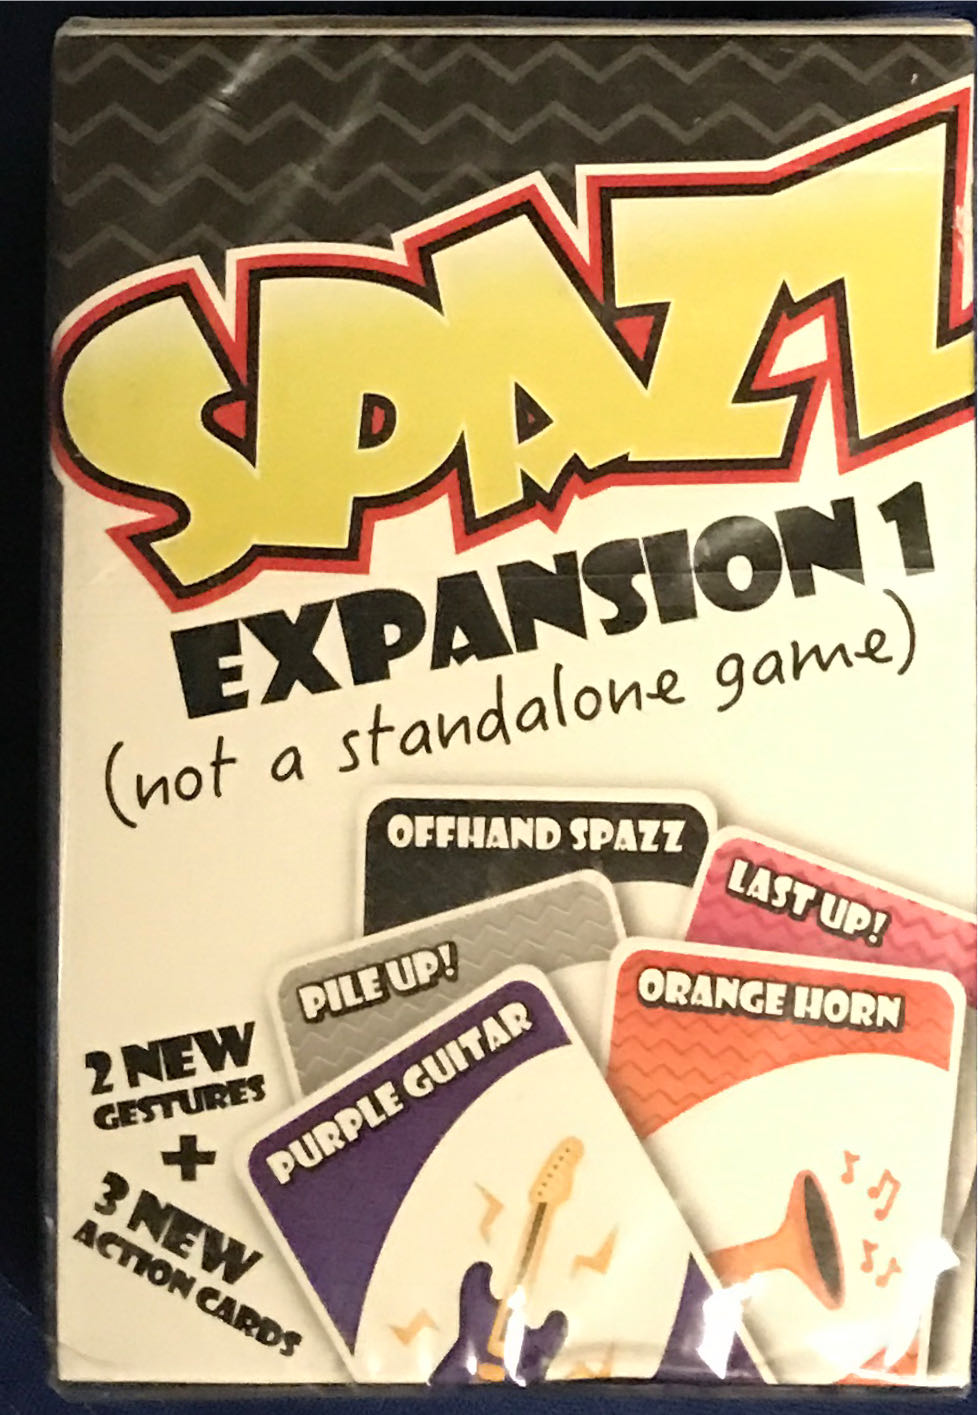 SPAZZ
EXPANSION 1
(not a standalone game)
OFFHAND SPAZZ
LAST UP!
PILE UP!
ORANGE HORN
PURPLE GUITAR
2 NEW
GESTURES
+
3 NEW
ACTION CARDS